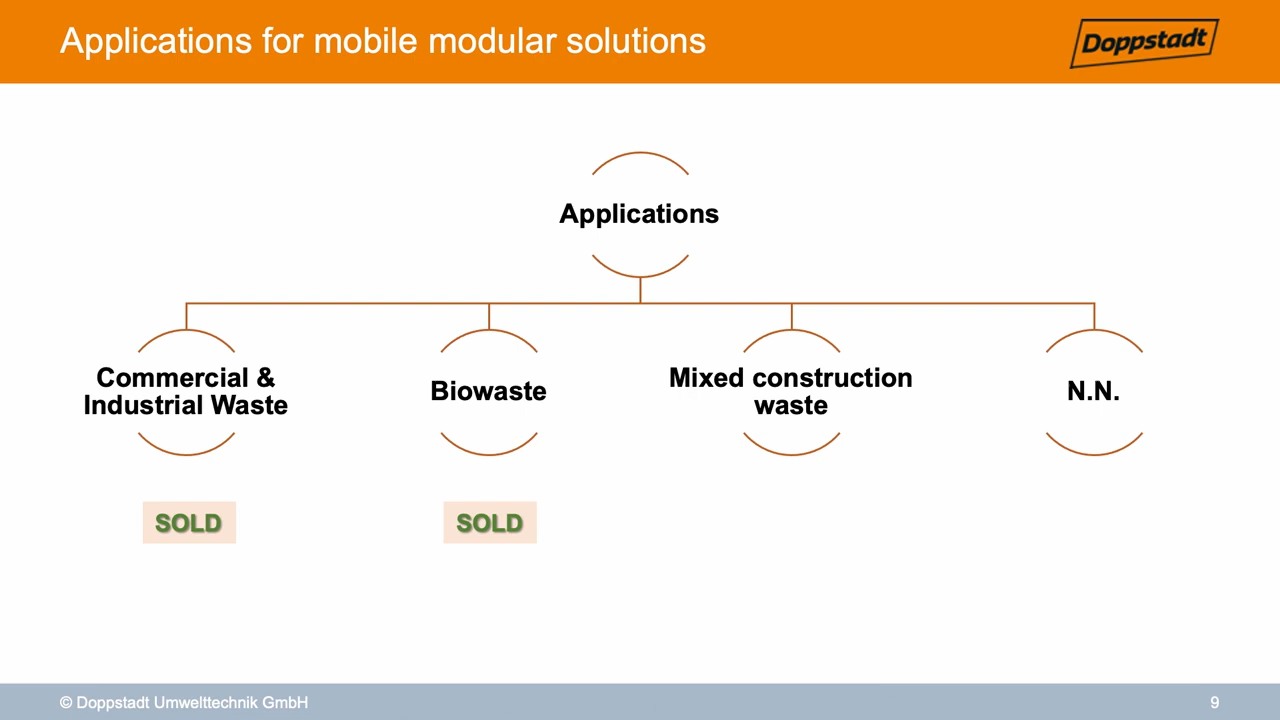 Applications for mobile modular solutions
Doppstadt
Applications
Commercial &
Industrial Waste
Biowaste
Mixed construction
waste
N.N.
SOLD
SOLD
© Doppstadt Umwelttechnik GmbH
9